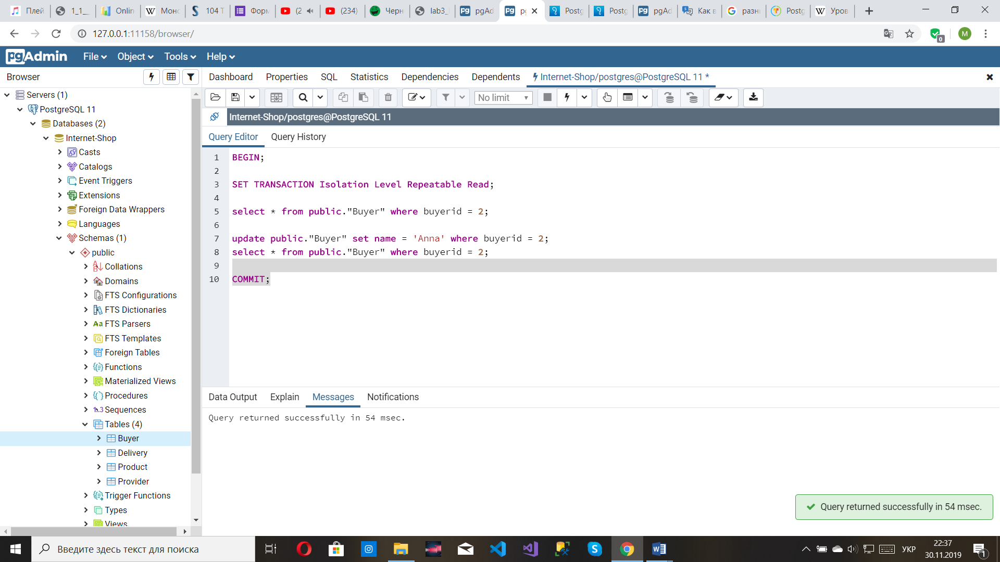 Плей
1_1_
Onlin
Монс
104 Т
Форм
(2
(234)
Черн
lab3_
pgAd
Postg
Postg
pgAd
Как в
разн
Postg
Уров
127.0.0.1:11158/browser/
0
M
pgAdmin
File
Object
Tools
Help
Browser
Dashboard
Properties
SQL
Statistics
Dependencies
Dependents
Internet-Shop/postgres@PostgreSQL 11 *
No limit
Internet-Shop/postgres@PostgreSQL 11
Query Editor
Query History
Servers (1)
PostgreSQL 11
Databases (2)
Internet-Shop
Casts
Catalogs
Event Triggers
Extensions
Foreign Data Wrappers
Languages
Schemas (1)
public
Collations
Domains
FTS Configurations
FTS Dictionaries
Aa FTS Parsers
FTS Templates
Foreign Tables
Functions
Materialized Views
Procedures
1..3 Sequences
Tables (4)
Buyer
Delivery
Product
Provider
Trigger Functions
Types
Views
1 BEGIN;
2
3 SET TRANSACTION Isolation Level Repeatable Read;
4
5 select * from public."Buyer" where buyerid = 2;
6
7 update public."Buyer" set name = 'Anna' where buyerid = 2;
8 select * from public."Buyer" where buyerid = 2;
9
10 COMMIT;
Data Output
Explain
Messages
Notifications
Query returned successfully in 54 msec.
Query returned successfully in 54 msec.
Введите здесь текст для поиска
УКР
22:37
30.11.2019
1